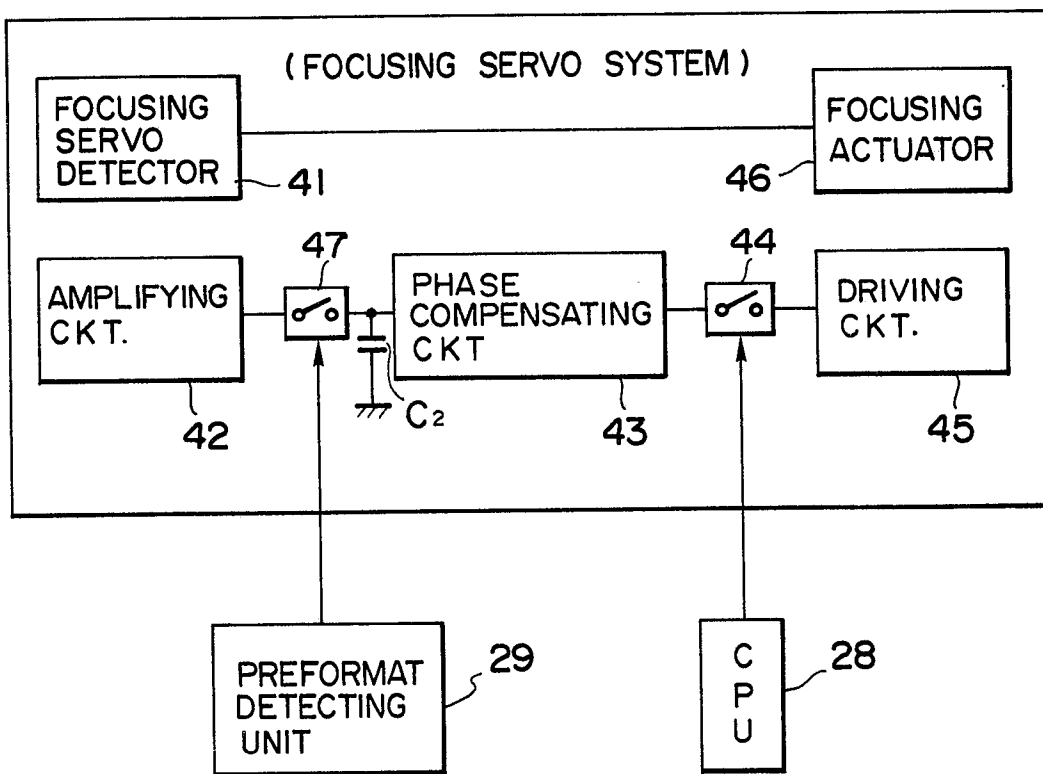 (FOCUSING SERVO SYSTEM)
FOCUSING
SERVO
DETECTOR
41
FOCUSING
ACTUATOR
46
AMPLIFYING
CKT.
42
47
C2
PHASE
COMPENSATING
CKT
43
44
DRIVING
CKT.
45
PREFORMAT
DETECTING
UNIT
29
C
P
U
28